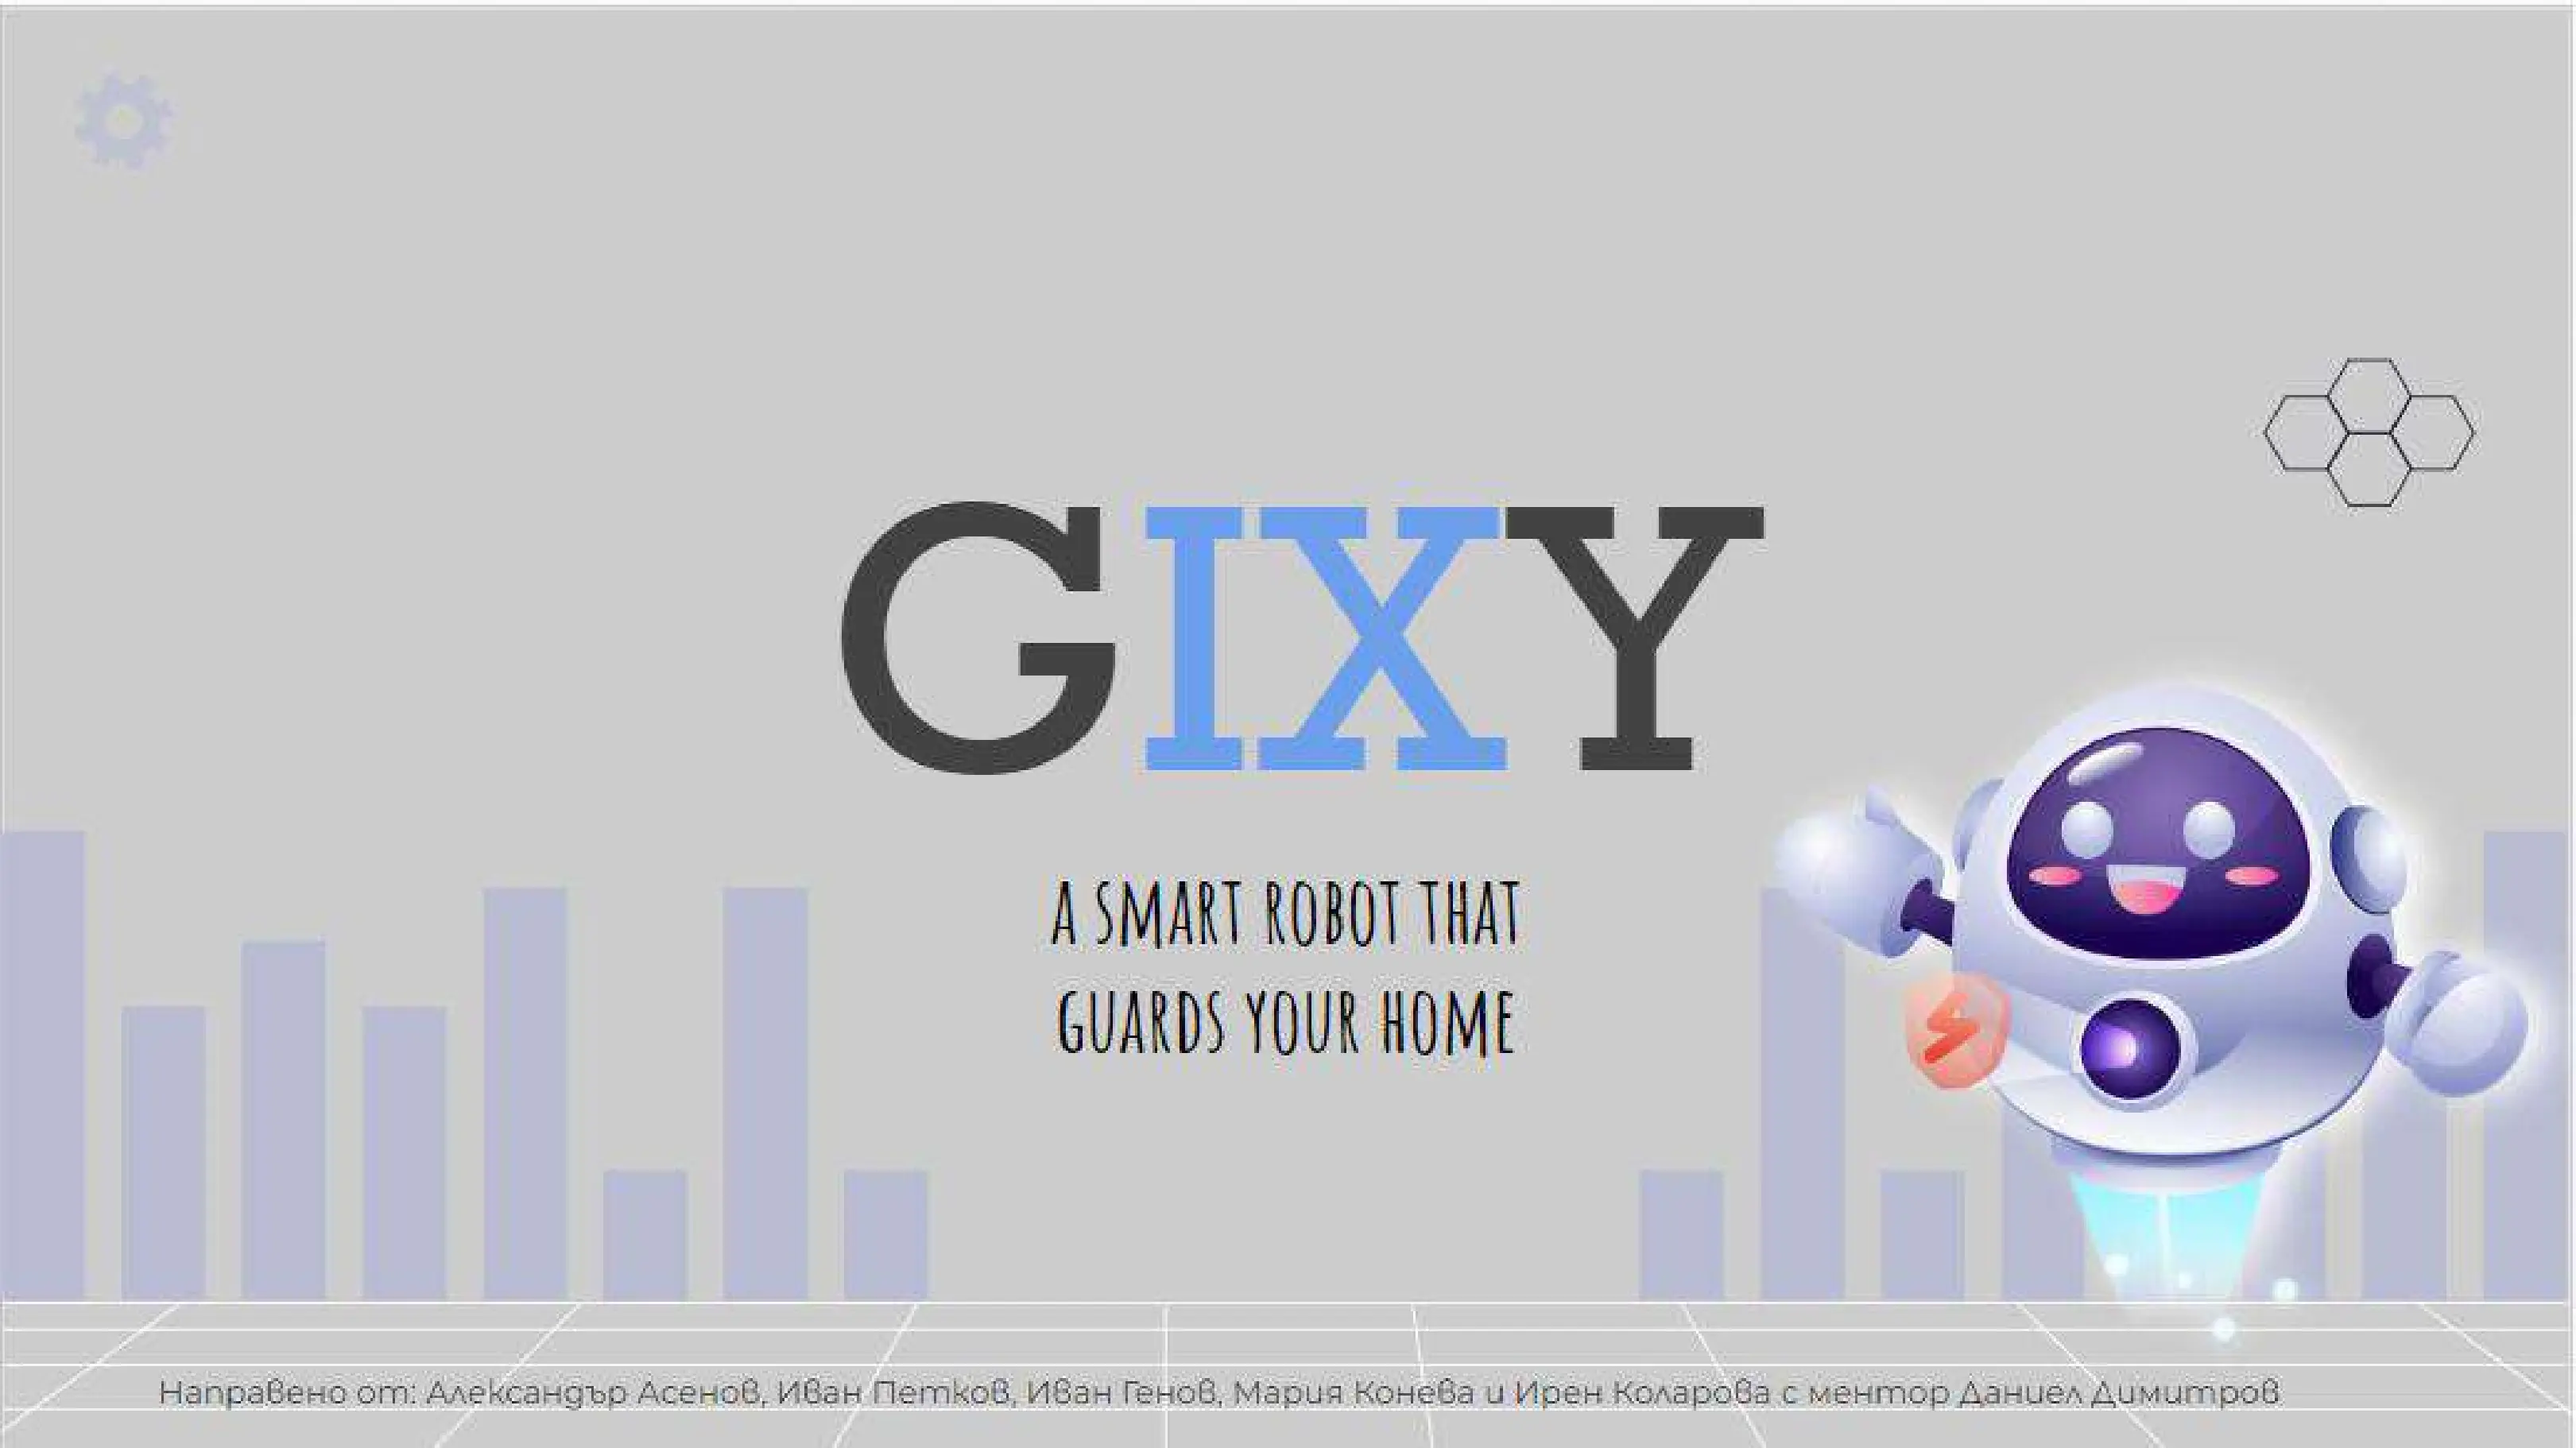 GIXY
A SMART ROBOT THAT
GUARDS YOUR HOME
Направено от: Александър Асенов, Иван Петков, Иван Генов, Мария Конева и Ирен Коларова с ментор Даниел Димитров